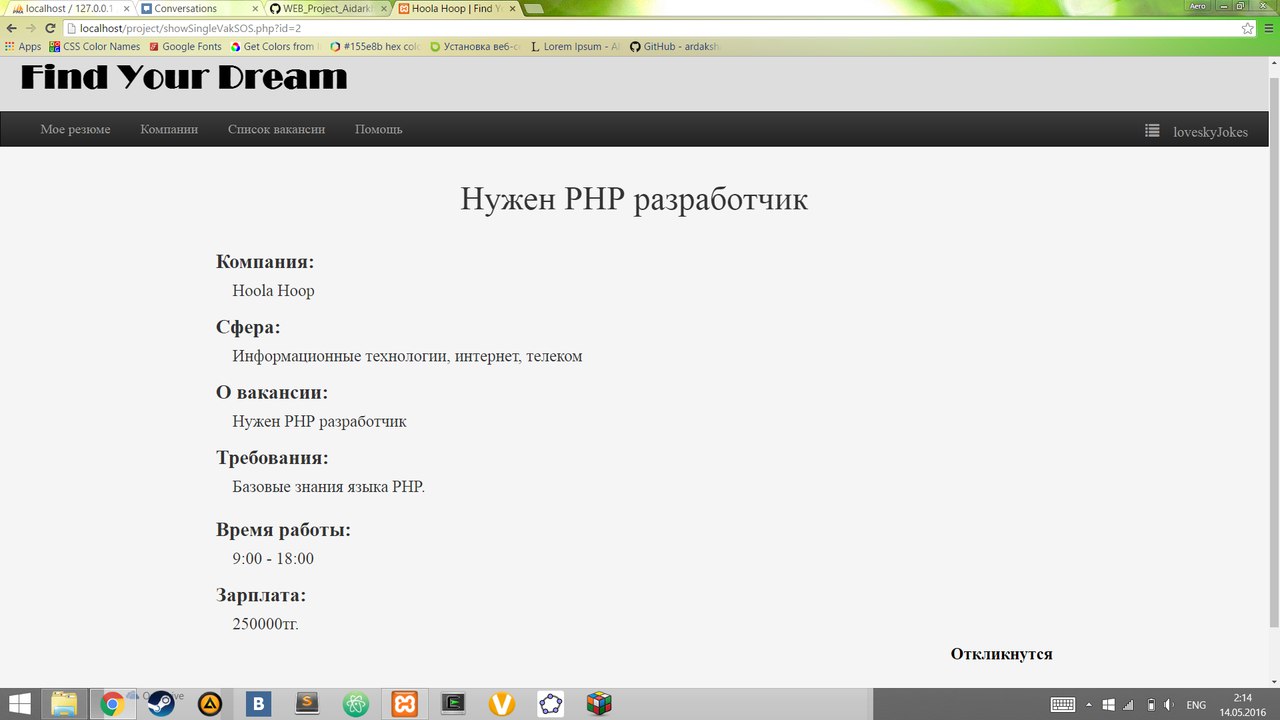 localhost / 127.0.0.1
Conversations
WEB_Project_Aidark
Hoola Hoop | Find Y
Aero
localhost/project/showSingleVakSOS.php?id=2
Apps
CSS Color Names
Google Fonts
Get Colors from
#155e8b hex col
Установка веб-с
Lorem Ipsum - Al
GitHub - ardaksh
Find Your Dream
Мое резюме
Компании
Список вакансии
Помощь
loveskyJokes
Нужен PHP разработчик
Компания:
Hoola Hoop
Сфера:
Информационные технологии, интернет, телеком
О вакансии:
Нужен PHP разработчик
Требования:
Базовые знания языка PHP.
Время работы:
9:00 - 18:00
Зарплата:
250000тг.
Откликнутся
ENG
2:14
14.05.2016